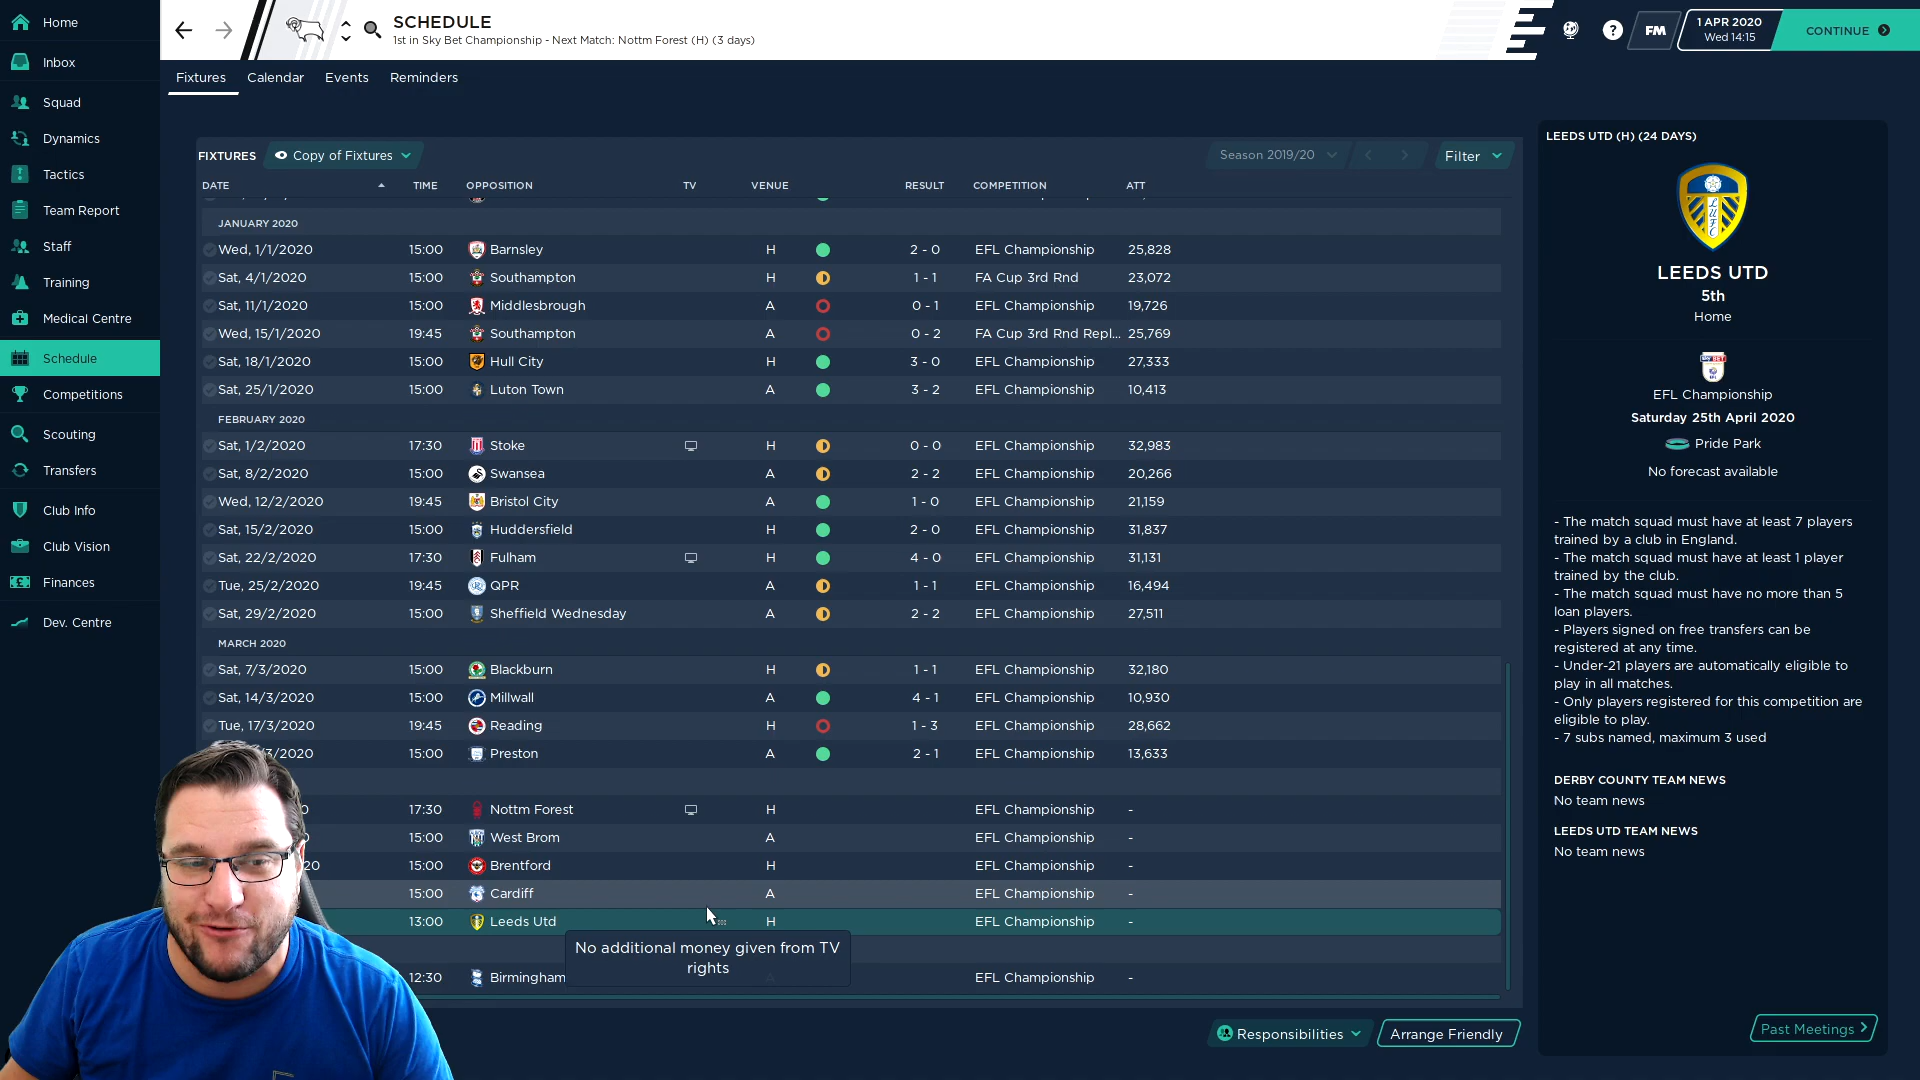 Home
Inbox
Squad
Dynamics
Tactics
Team Report
Staff
Training
Medical Centre
Schedule
Competitions
Scouting
Transfers
Club Info
Club Vision
Finances
Dev. Centre
SCHEDULE
1st in Sky Bet Championship - Next Match: Nottm Forest (H) (3 days)
FM
1 APR 2020
Wed 14:15
CONTINUE
Fixtures Calendar Events Reminders
FIXTURES Copy of Fixtures Season 2019/20 Filter
DATE TIME OPPOSITION TV VENUE RESULT COMPETITION ATT
JANUARY 2020
Wed, 1/1/2020 15:00 Barnsley H 2 - 0 EFL Championship 25,828
Sat, 4/1/2020 15:00 Southampton H 1 - 1 FA Cup 3rd Rnd 23,072
Sat, 11/1/2020 15:00 Middlesbrough A 0 - 1 EFL Championship 19,726
Wed, 15/1/2020 19:45 Southampton A 0 - 2 FA Cup 3rd Rnd Repl... 25,769
Sat, 18/1/2020 15:00 Hull City H 3 - 0 EFL Championship 27,333
Sat, 25/1/2020 15:00 Luton Town A 3 - 2 EFL Championship 10,413
FEBRUARY 2020
Sat, 1/2/2020 17:30 Stoke H 0 - 0 EFL Championship 32,983
Sat, 8/2/2020 15:00 Swansea A 2 - 2 EFL Championship 20,266
Wed, 12/2/2020 19:45 Bristol City A 1 - 0 EFL Championship 21,159
Sat, 15/2/2020 15:00 Huddersfield H 2 - 0 EFL Championship 31,837
Sat, 22/2/2020 17:30 Fulham H 4 - 0 EFL Championship 31,131
Tue, 25/2/2020 19:45 QPR A 1 - 1 EFL Championship 16,494
Sat, 29/2/2020 15:00 Sheffield Wednesday A 2 - 2 EFL Championship 27,511
MARCH 2020
Sat, 7/3/2020 15:00 Blackburn H 1 - 1 EFL Championship 32,180
Sat, 14/3/2020 15:00 Millwall A 4 - 1 EFL Championship 10,930
Tue, 17/3/2020 19:45 Reading H 1 - 3 EFL Championship 28,662
3/2020 15:00 Preston A 2 - 1 EFL Championship 13,633
0 17:30 Nottm Forest H EFL Championship -
15:00 West Brom A EFL Championship -
20 15:00 Brentford H EFL Championship -
15:00 Cardiff A EFL Championship -
13:00 Leeds Utd H EFL Championship -
No additional money given from TV
rights
12:30 Birmingham EFL Championship -
Responsibilities Arrange Friendly
LEEDS UTD (H) (24 DAYS)
LUFC
LEEDS UTD
5th
Home
EFL Championship
Saturday 25th April 2020
Pride Park
No forecast available
- The match squad must have at least 7 players
trained by a club in England.
- The match squad must have at least 1 player
trained by the club.
- The match squad must have no more than 5
loan players.
- Players signed on free transfers can be
registered at any time.
- Under-21 players are automatically eligible to
play in all matches.
- Only players registered for this competition are
eligible to play.
- 7 subs named, maximum 3 used
DERBY COUNTY TEAM NEWS
No team news
LEEDS UTD TEAM NEWS
No team news
Past Meetings